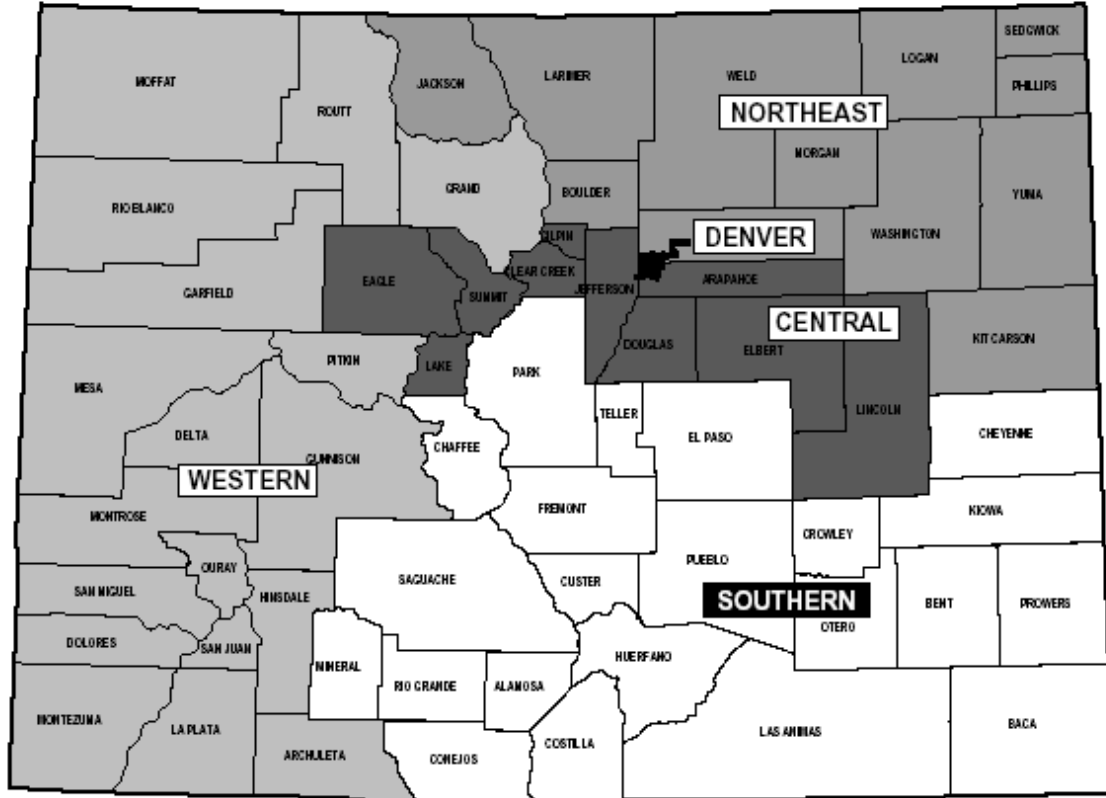 SEDGWICK
LOGAN
MOFFAT
JACKSON
LARIMER
WELD
PHILLIPS
ROUTT
NORTHEAST
MORGAN
GRAND
BOULDER
YUMA
RIO BLANCO
GILPIN
DENVER
WASHINGTON
CLEAR CREEK
EAGLE
ARAPAHOE
GARFIELD
SUMMIT
JEFFERSON
CENTRAL
KIT CARSON
DOUGLAS
ELBERT
PITKIN
LAKE
PARK
MESA
LINCOLN
TELLER
CHEYENNE
DELTA
CHAFFEE
EL PASO
GUNNISON
WESTERN
FREMONT
KIOWA
MONTROSE
CROWLEY
PUEBLO
OURAY
SAGUACHE
CUSTER
SAN MIGUEL
HINSDALE
SOUTHERN
BENT
PROWERS
OTERO
DOLORES
SAN JUAN
HUERFANO
MINERAL
RIO GRANDE
ALAMOSA
MONTEZUMA
LA PLATA
BACA
LAS ANIMAS
COSTILLA
ARCHULETA
CONEJOS